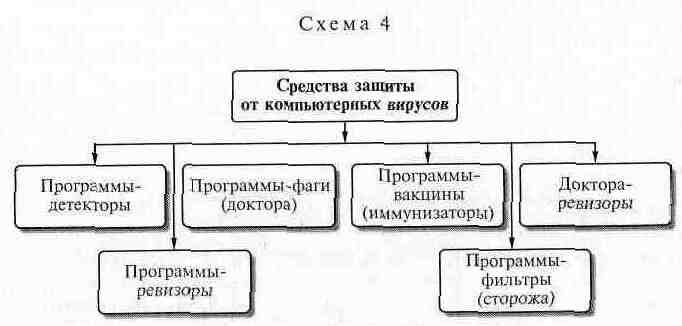 Схема 4
Средства защиты
от компьютерных вирусов
Программы-
детекторы
Программы-фаги
(доктора)
Программы-
вакцины
(иммунизаторы)
Доктора-
ревизоры
Программы-
ревизоры
Программы-
фильтры
(сторожа)